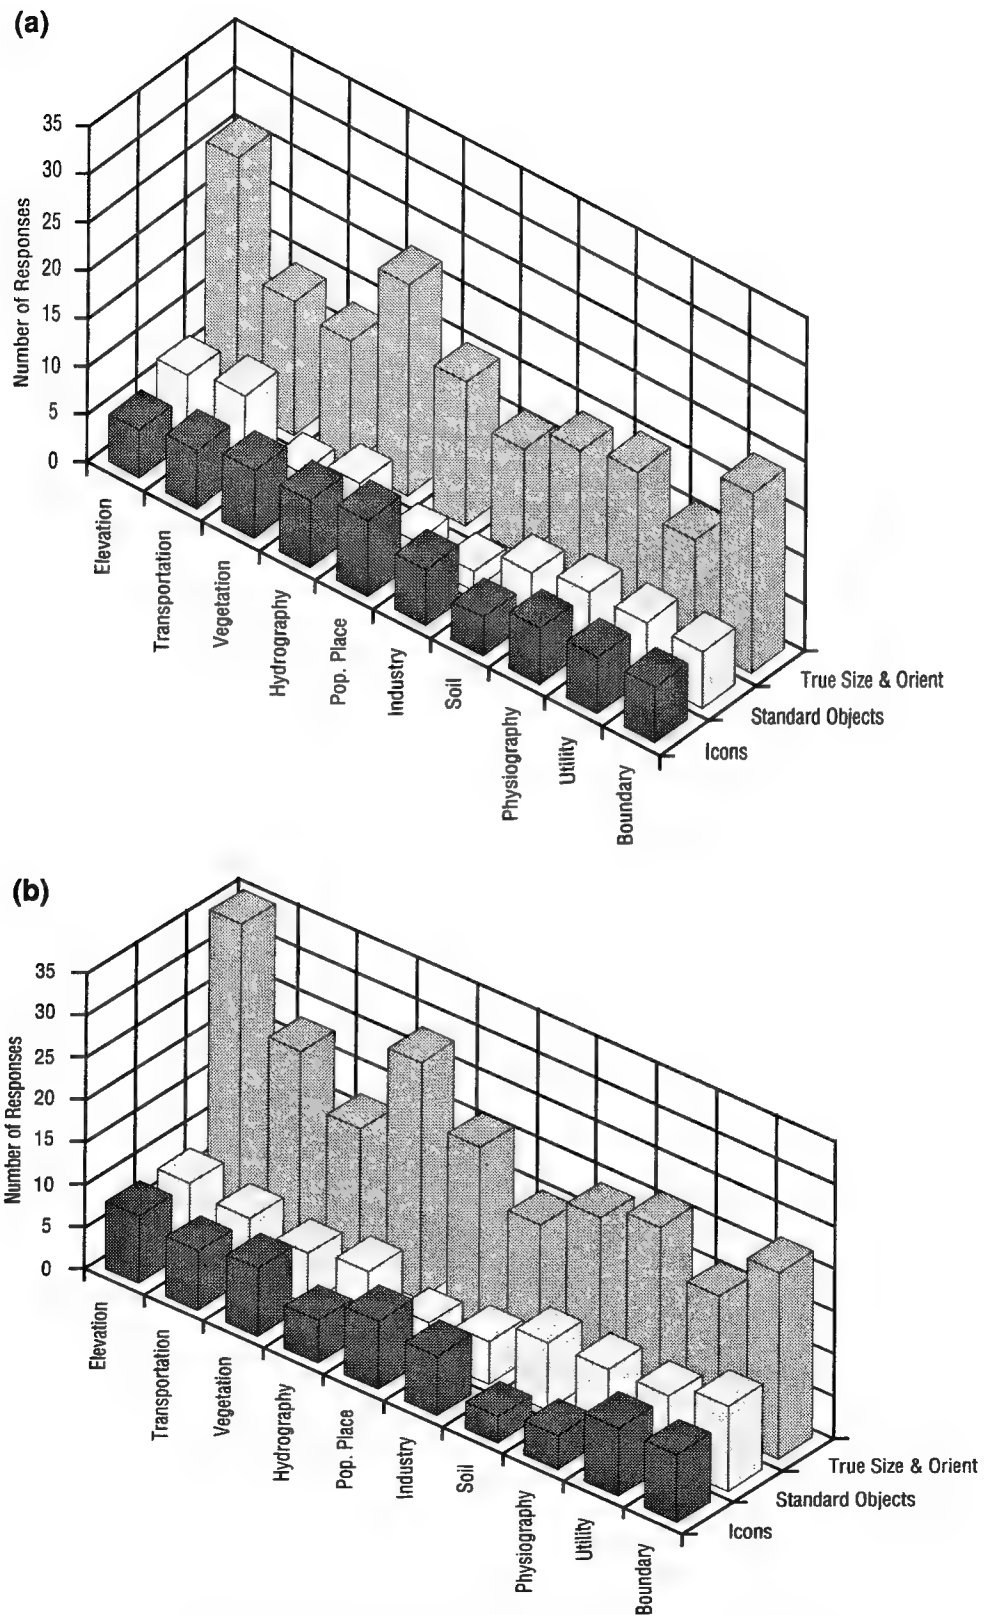 (a)
35
30
25
20
15
10
5
0
Number of Responses
Elevation
Transportation
Vegetation
Hydrography
Pop. Place
Industry
Soil
Physiography
Utility
Boundary
True Size & Orient
Standard Objects
Icons
(b)
35
30
25
20
15
10
5
0
Number of Responses
Elevation
Transportation
Vegetation
Hydrography
Pop. Place
Industry
Soil
Physiography
Utility
Boundary
True Size & Orient
Standard Objects
Icons